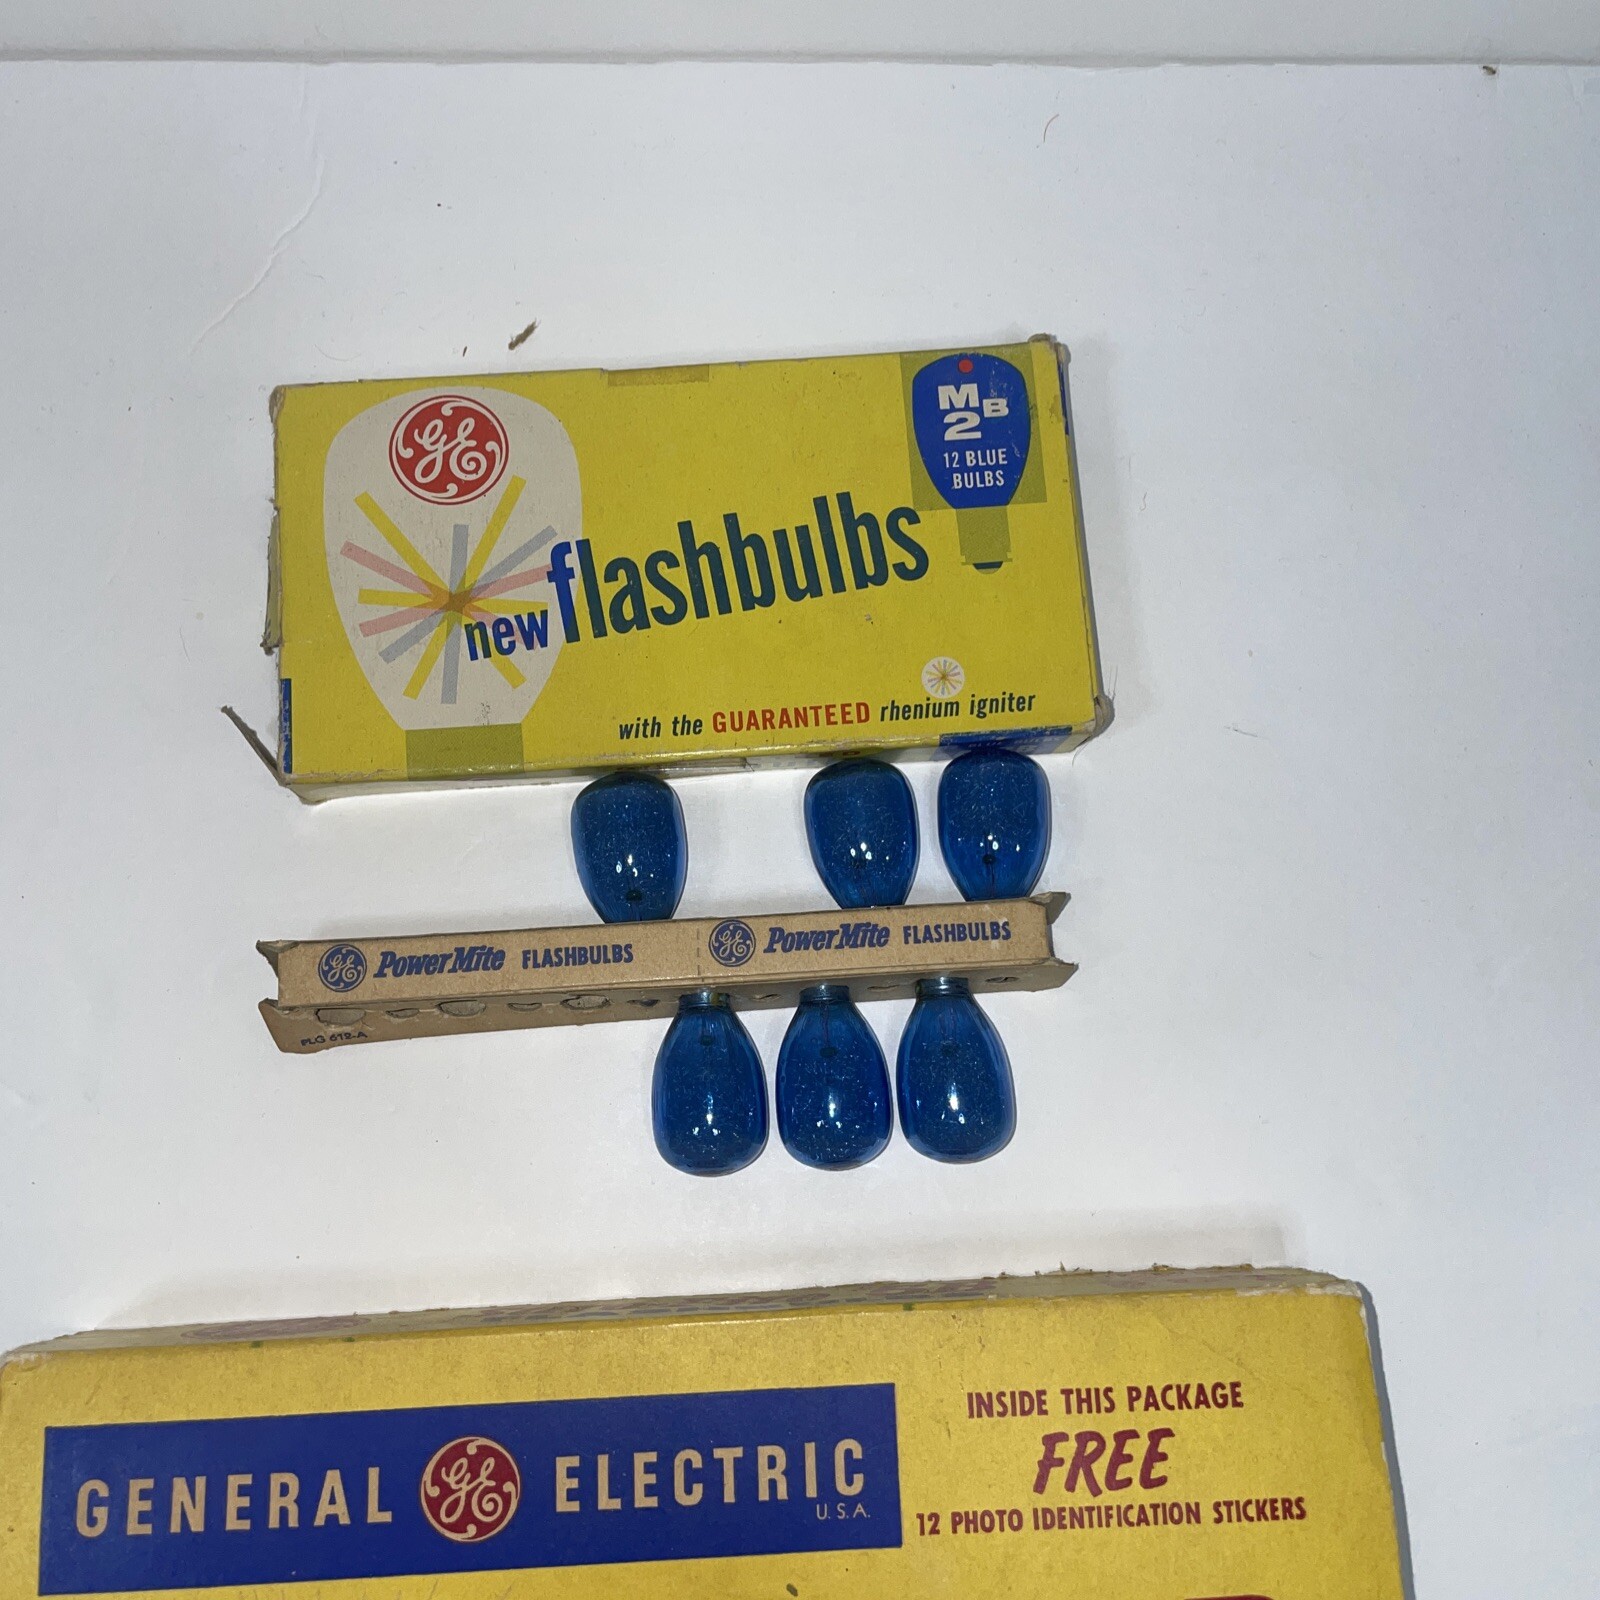 GE
M2B
12 BLUE
BULBS
new flashbulbs
with the GUARANTEED rhenium igniter
GE PowerMite FLASHBULBS GE PowerMite FLASHBULBS
FLG 612-A
GENERAL GE ELECTRIC
U.S.A.
INSIDE THIS PACKAGE
FREE
12 PHOTO IDENTIFICATION STICKERS